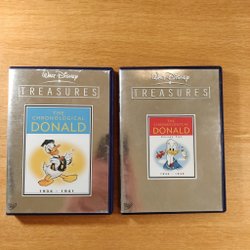 WALT DISNEY
TREASURES
THE CHRONOLOGICAL
DONALD
1934 - 1941
WALT DISNEY
TREASURES
THE CHRONOLOGICAL
DONALD